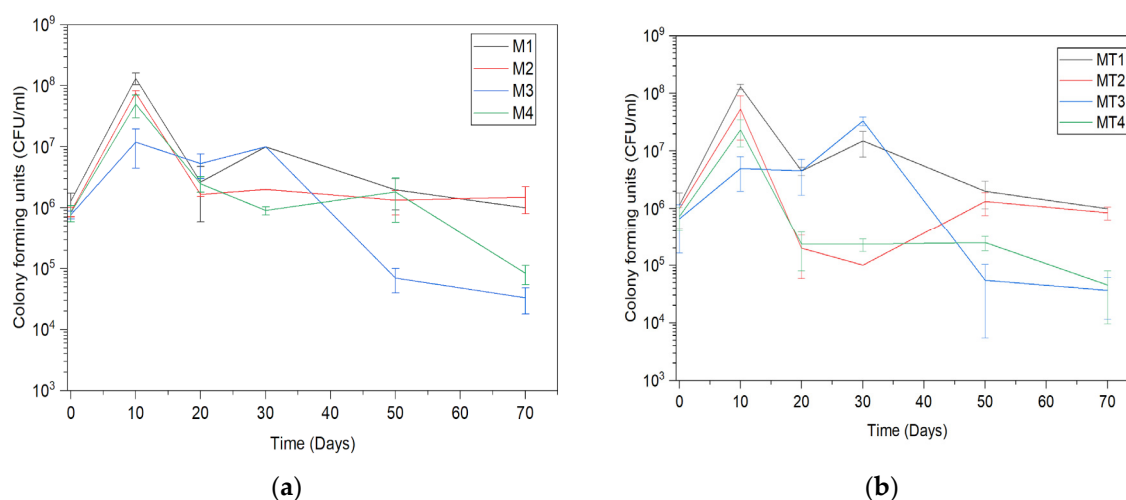 10⁹
10⁸
10⁷
10⁶
10⁵
10⁴
10³
Colony forming units (CFU/ml)
M1
M2
M3
M4
0 10 20 30 40 50 60 70
Time (Days)
(a)
10⁹
10⁸
10⁷
10⁶
10⁵
10⁴
10³
Colony forming units (CFU/ml)
MT1
MT2
MT3
MT4
0 10 20 30 40 50 60 70
Time (Days)
(b)